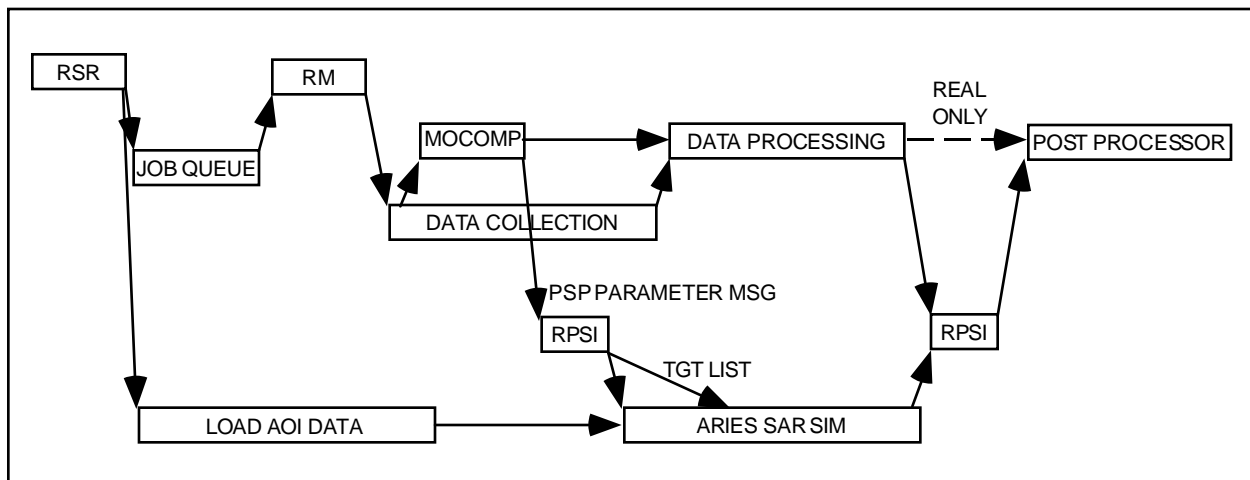 RSR
RM
REAL
ONLY
MOCOMP
DATA PROCESSING
POST PROCESSOR
JOB QUEUE
DATA COLLECTION
PSP PARAMETER MSG
RPSI
RPSI
TGT LIST
LOAD AOI DATA
ARIES SAR SIM